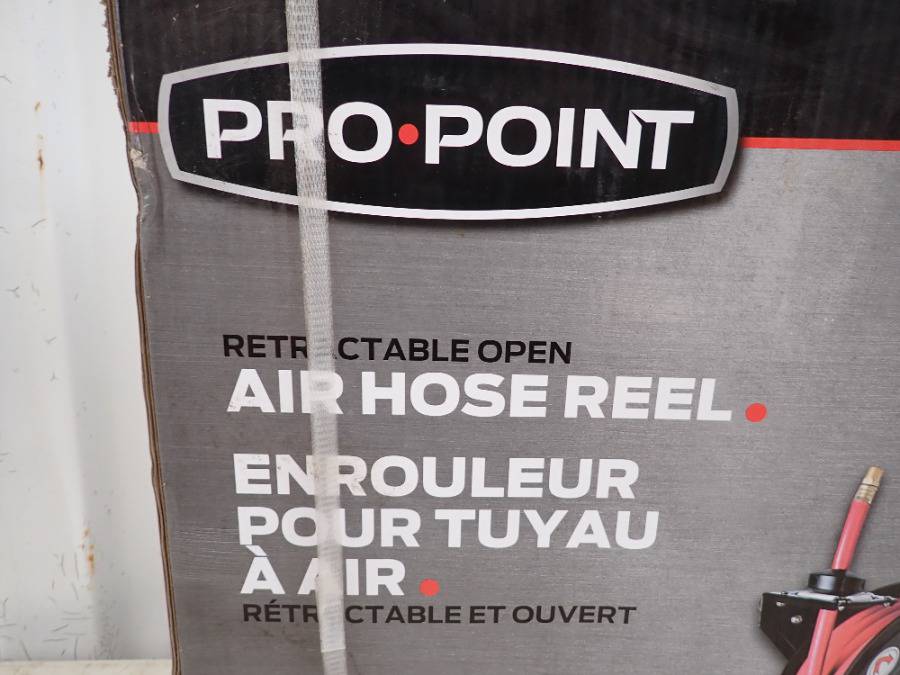 PRO•POINT
RETRACTABLE OPEN
AIR HOSE REEL.
ENROULEUR
POUR TUYAU
À AIR.
RÉTRACTABLE ET OUVERT